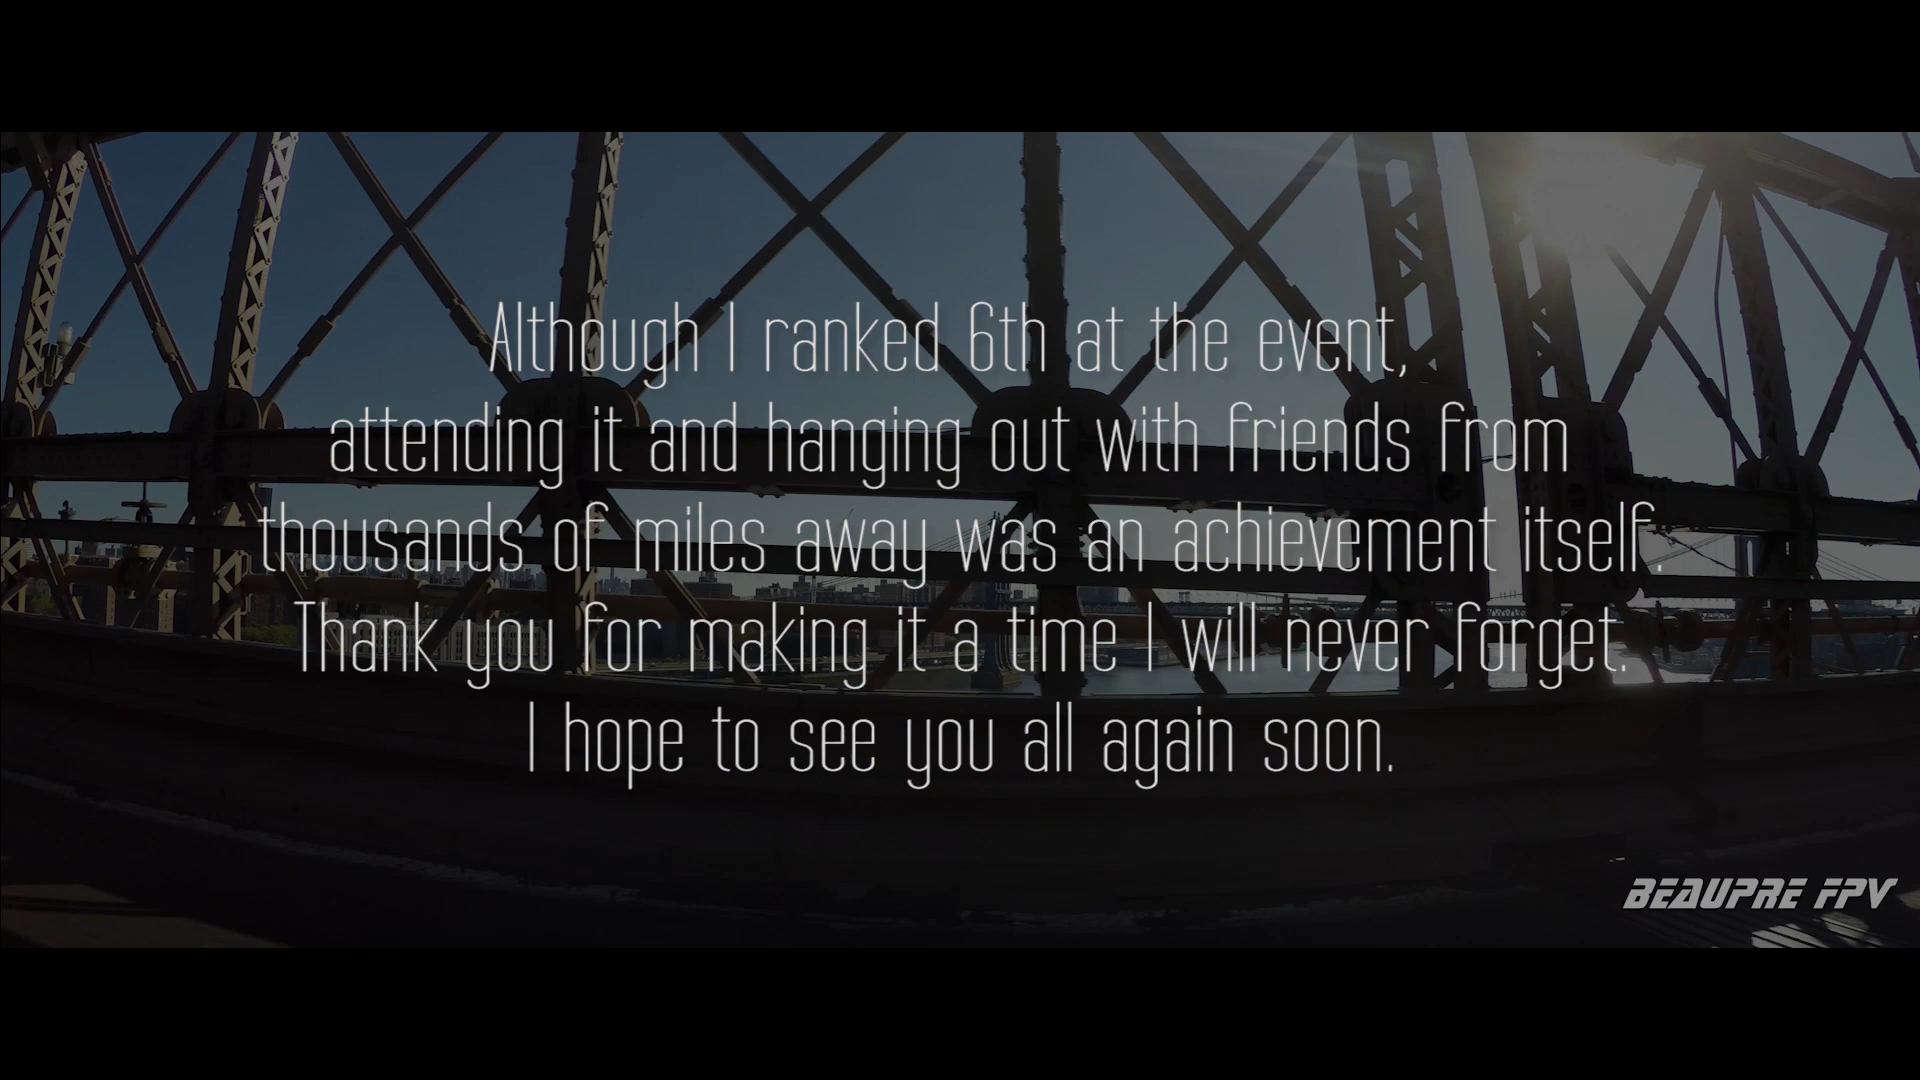 Although I ranked 6th at the event,
attending it and hanging out with friends from
thousands of miles away was an achievement itself.
Thank you for making it a time I will never forget.
I hope to see you all again soon.
BEAUPRE FPV